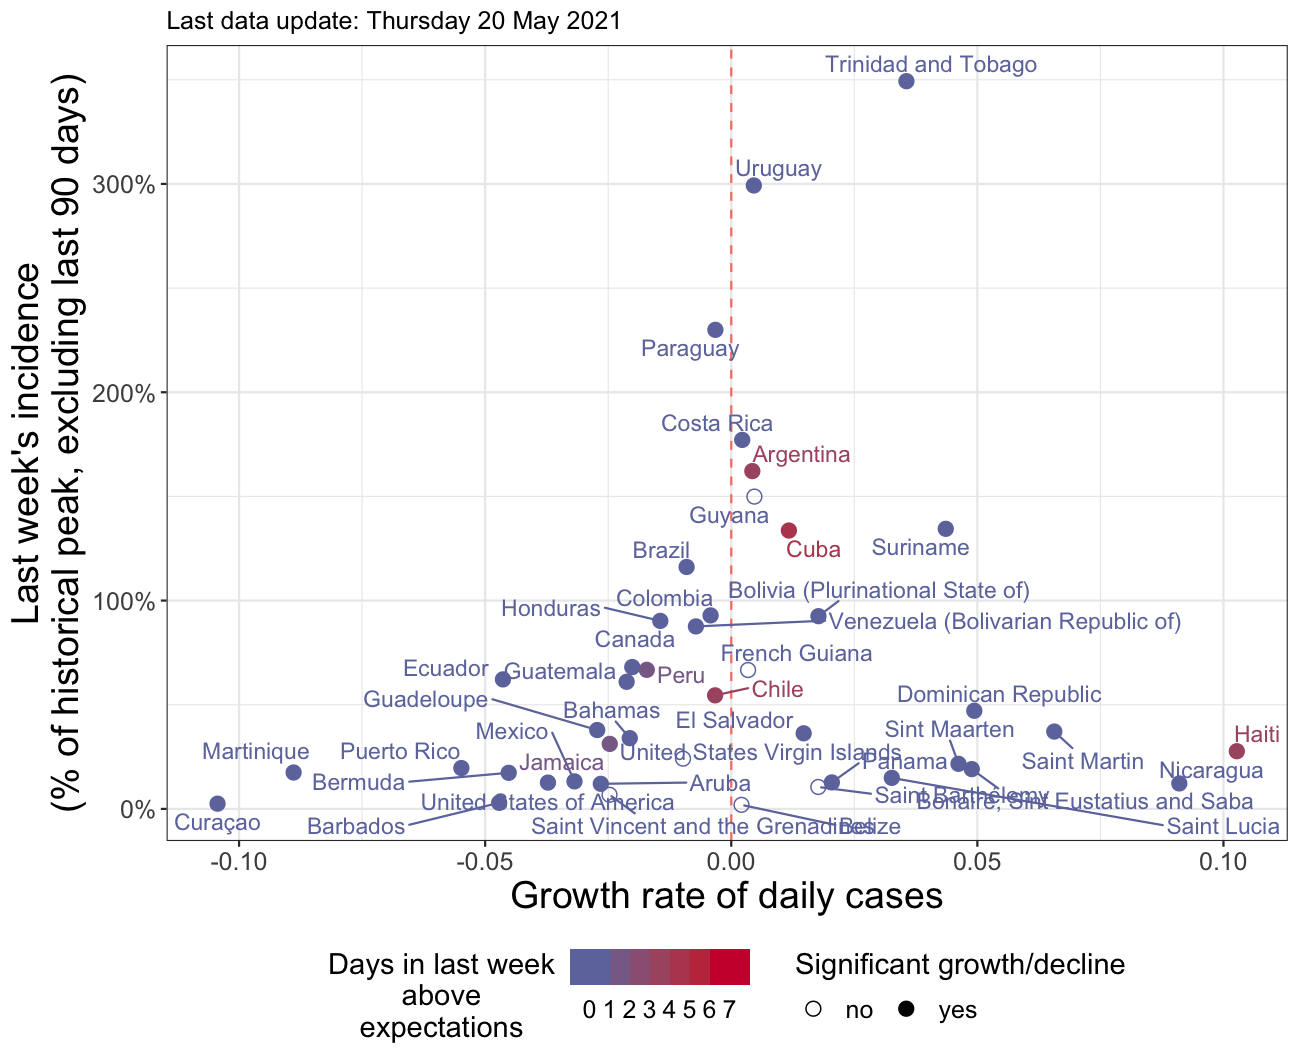 Last data update: Thursday 20 May 2021
Last week's incidence
(% of historical peak, excluding last 90 days)
300%
200%
100%
0%
Trinidad and Tobago
Uruguay
Paraguay
Costa Rica
Argentina
Guyana
Cuba
Suriname
Brazil
Bolivia (Plurinational State of)
Colombia
Honduras
Venezuela (Bolivarian Republic of)
Canada
French Guiana
Ecuador
Guatemala
Peru
Chile
Guadeloupe
Dominican Republic
Bahamas
El Salvador
Mexico
Sint Maarten
Haiti
Martinique
Puerto Rico
Jamaica
United States Virgin Islands
Panama
Saint Martin
Nicaragua
Bermuda
Aruba
Saint Barthélemy
United States of America
Bonaire, Sint Eustatius and Saba
Curaçao
Barbados
Saint Vincent and the Grenadines
Belize
Saint Lucia
-0.10
-0.05
0.00
0.05
0.10
Growth rate of daily cases
Days in last week
above
expectations
0 1 2 3 4 5 6 7
Significant growth/decline
no
yes